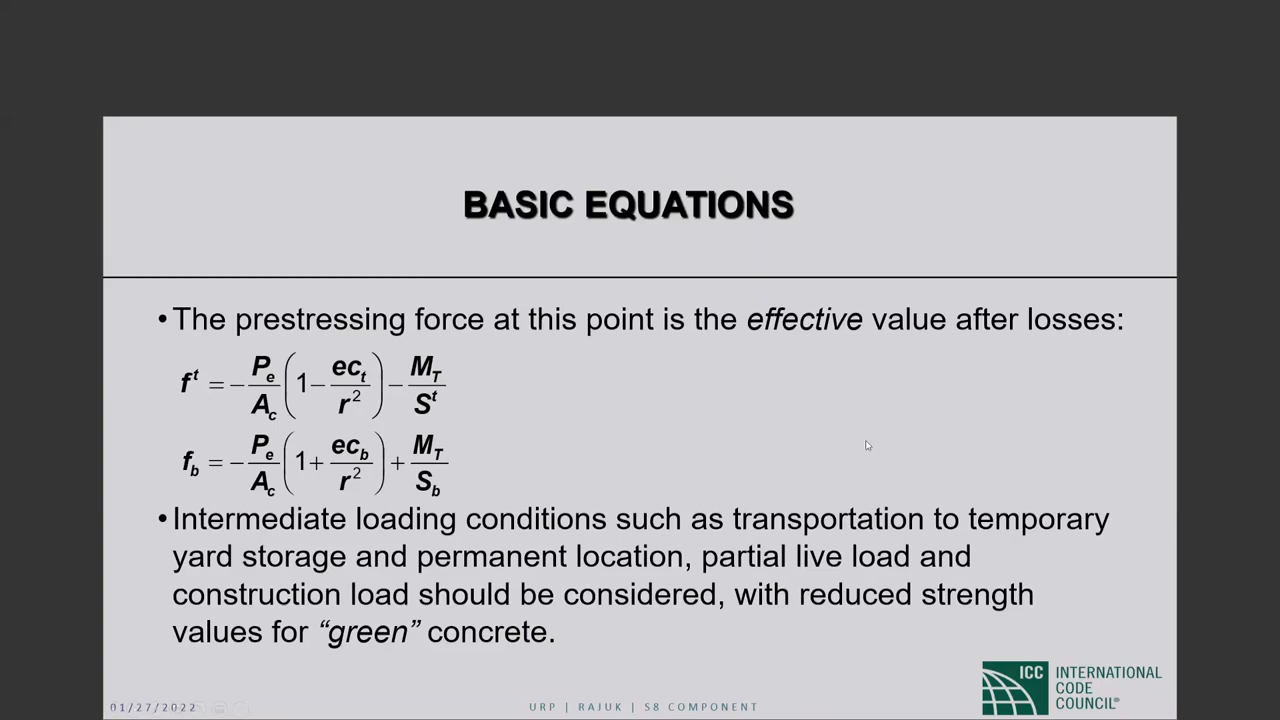 BASIC EQUATIONS
•The prestressing force at this point is the effective value after losses:
f^t = −P_e/A_c (1 − ec_t/r^2) − M_T/S^t
f_b = −P_e/A_c (1 + ec_b/r^2) + M_T/S_b
•Intermediate loading conditions such as transportation to temporary
yard storage and permanent location, partial live load and
construction load should be considered, with reduced strength
values for “green” concrete.
ICC INTERNATIONAL
CODE
COUNCIL®
01/27/2022
URP | RAJUK | S8 COMPONENT